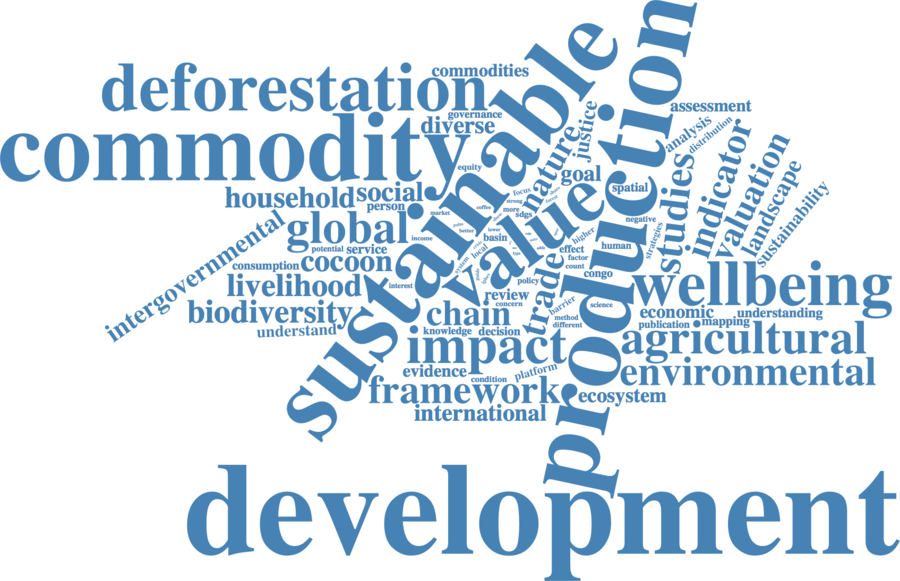 deforestation
commodities
governance
commodity
diverse
sustainable
production
assessment
analysis
distribution
justice
nature
goal
equity
household
social
person
spatial
studies
indicator
valuation
landscape
sustainability
global
income
market
focus
strong
more
coffee
sdgs
value
negative
strategies
intergovernmental
potential
service
better
lower
basin
local
system
higher
human
effect
factor
count
congo
consumption
cocoon
livelihood
interest
trade
policy
wellbeing
biodiversity
understand
review
concern
chain
barrier
science
method
different
economic
understanding
publication
mapping
knowledge
decision
impact
agricultural
evidence
condition
platform
environmental
framework
ecosystem
international
development